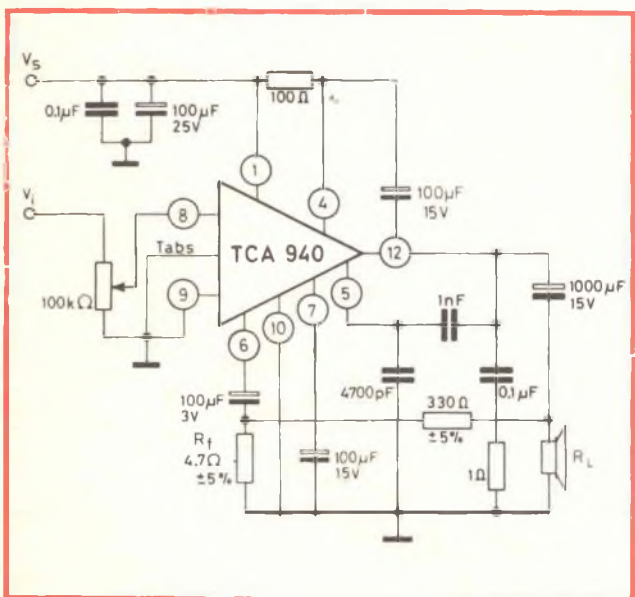 Vs
0.1µF
100µF
25V
100Ω
1
4
Vi
8
100µF
15V
Tabs
TCA 940
12
100kΩ
9
5
7
10
6
1nF
1000µF
15V
100µF
3V
4700pF
330Ω
±5%
0.1µF
Rf
4.7Ω
±5%
100µF
15V
1Ω
RL